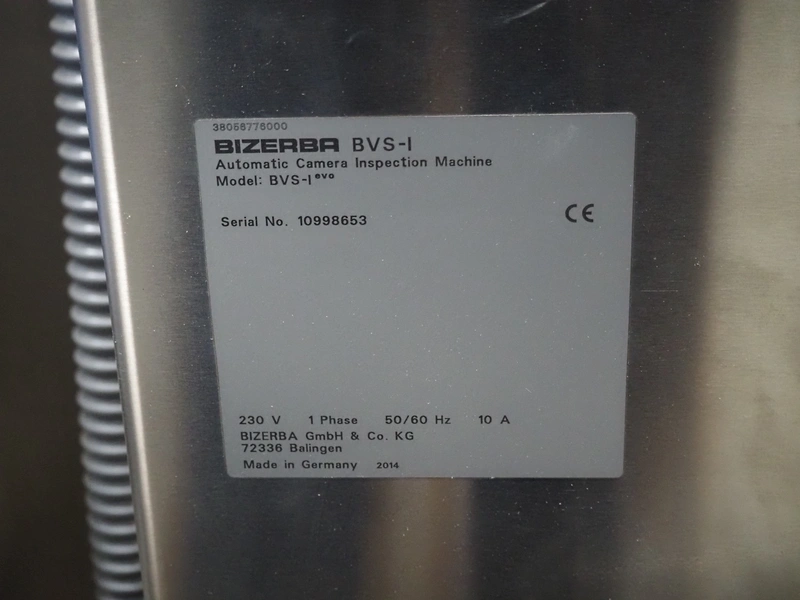 38056776000
BIZERBA BVS-I
Automatic Camera Inspection Machine
Model: BVS-I evo
Serial No. 10998653
CE
230 V 1 Phase 50/60 Hz 10 A
BIZERBA GmbH & Co. KG
72336 Balingen
Made in Germany 2014